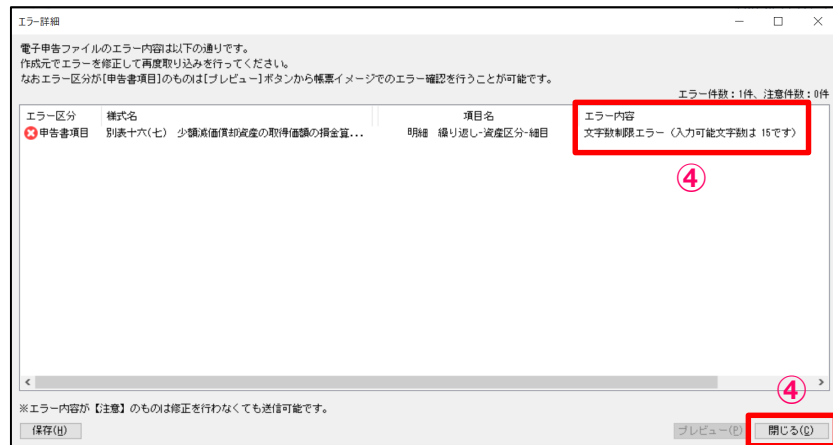 エラー詳細
電子申告ファイルのエラー内容は以下の通りです。
作成元でエラーを修正して再度取り込みを行ってください。
なおエラー区分が[申告書項目]のものは[プレビュー]ボタンから帳票イメージでのエラー確認を行うことが可能です。
エラー件数：1件、注意件数：0件
エラー区分 様式名 項目名 エラー内容
申告書項目 別表十六(七) 少額減価償却資産の取得価額の損金算... 明細 繰り返し-資産区分-細目 文字数制限エラー（入力可能文字数は 15です）
④
④
※エラー内容が【注意】のものは修正を行わなくても送信可能です。
保存(H) プレビュー(P) 閉じる(C)